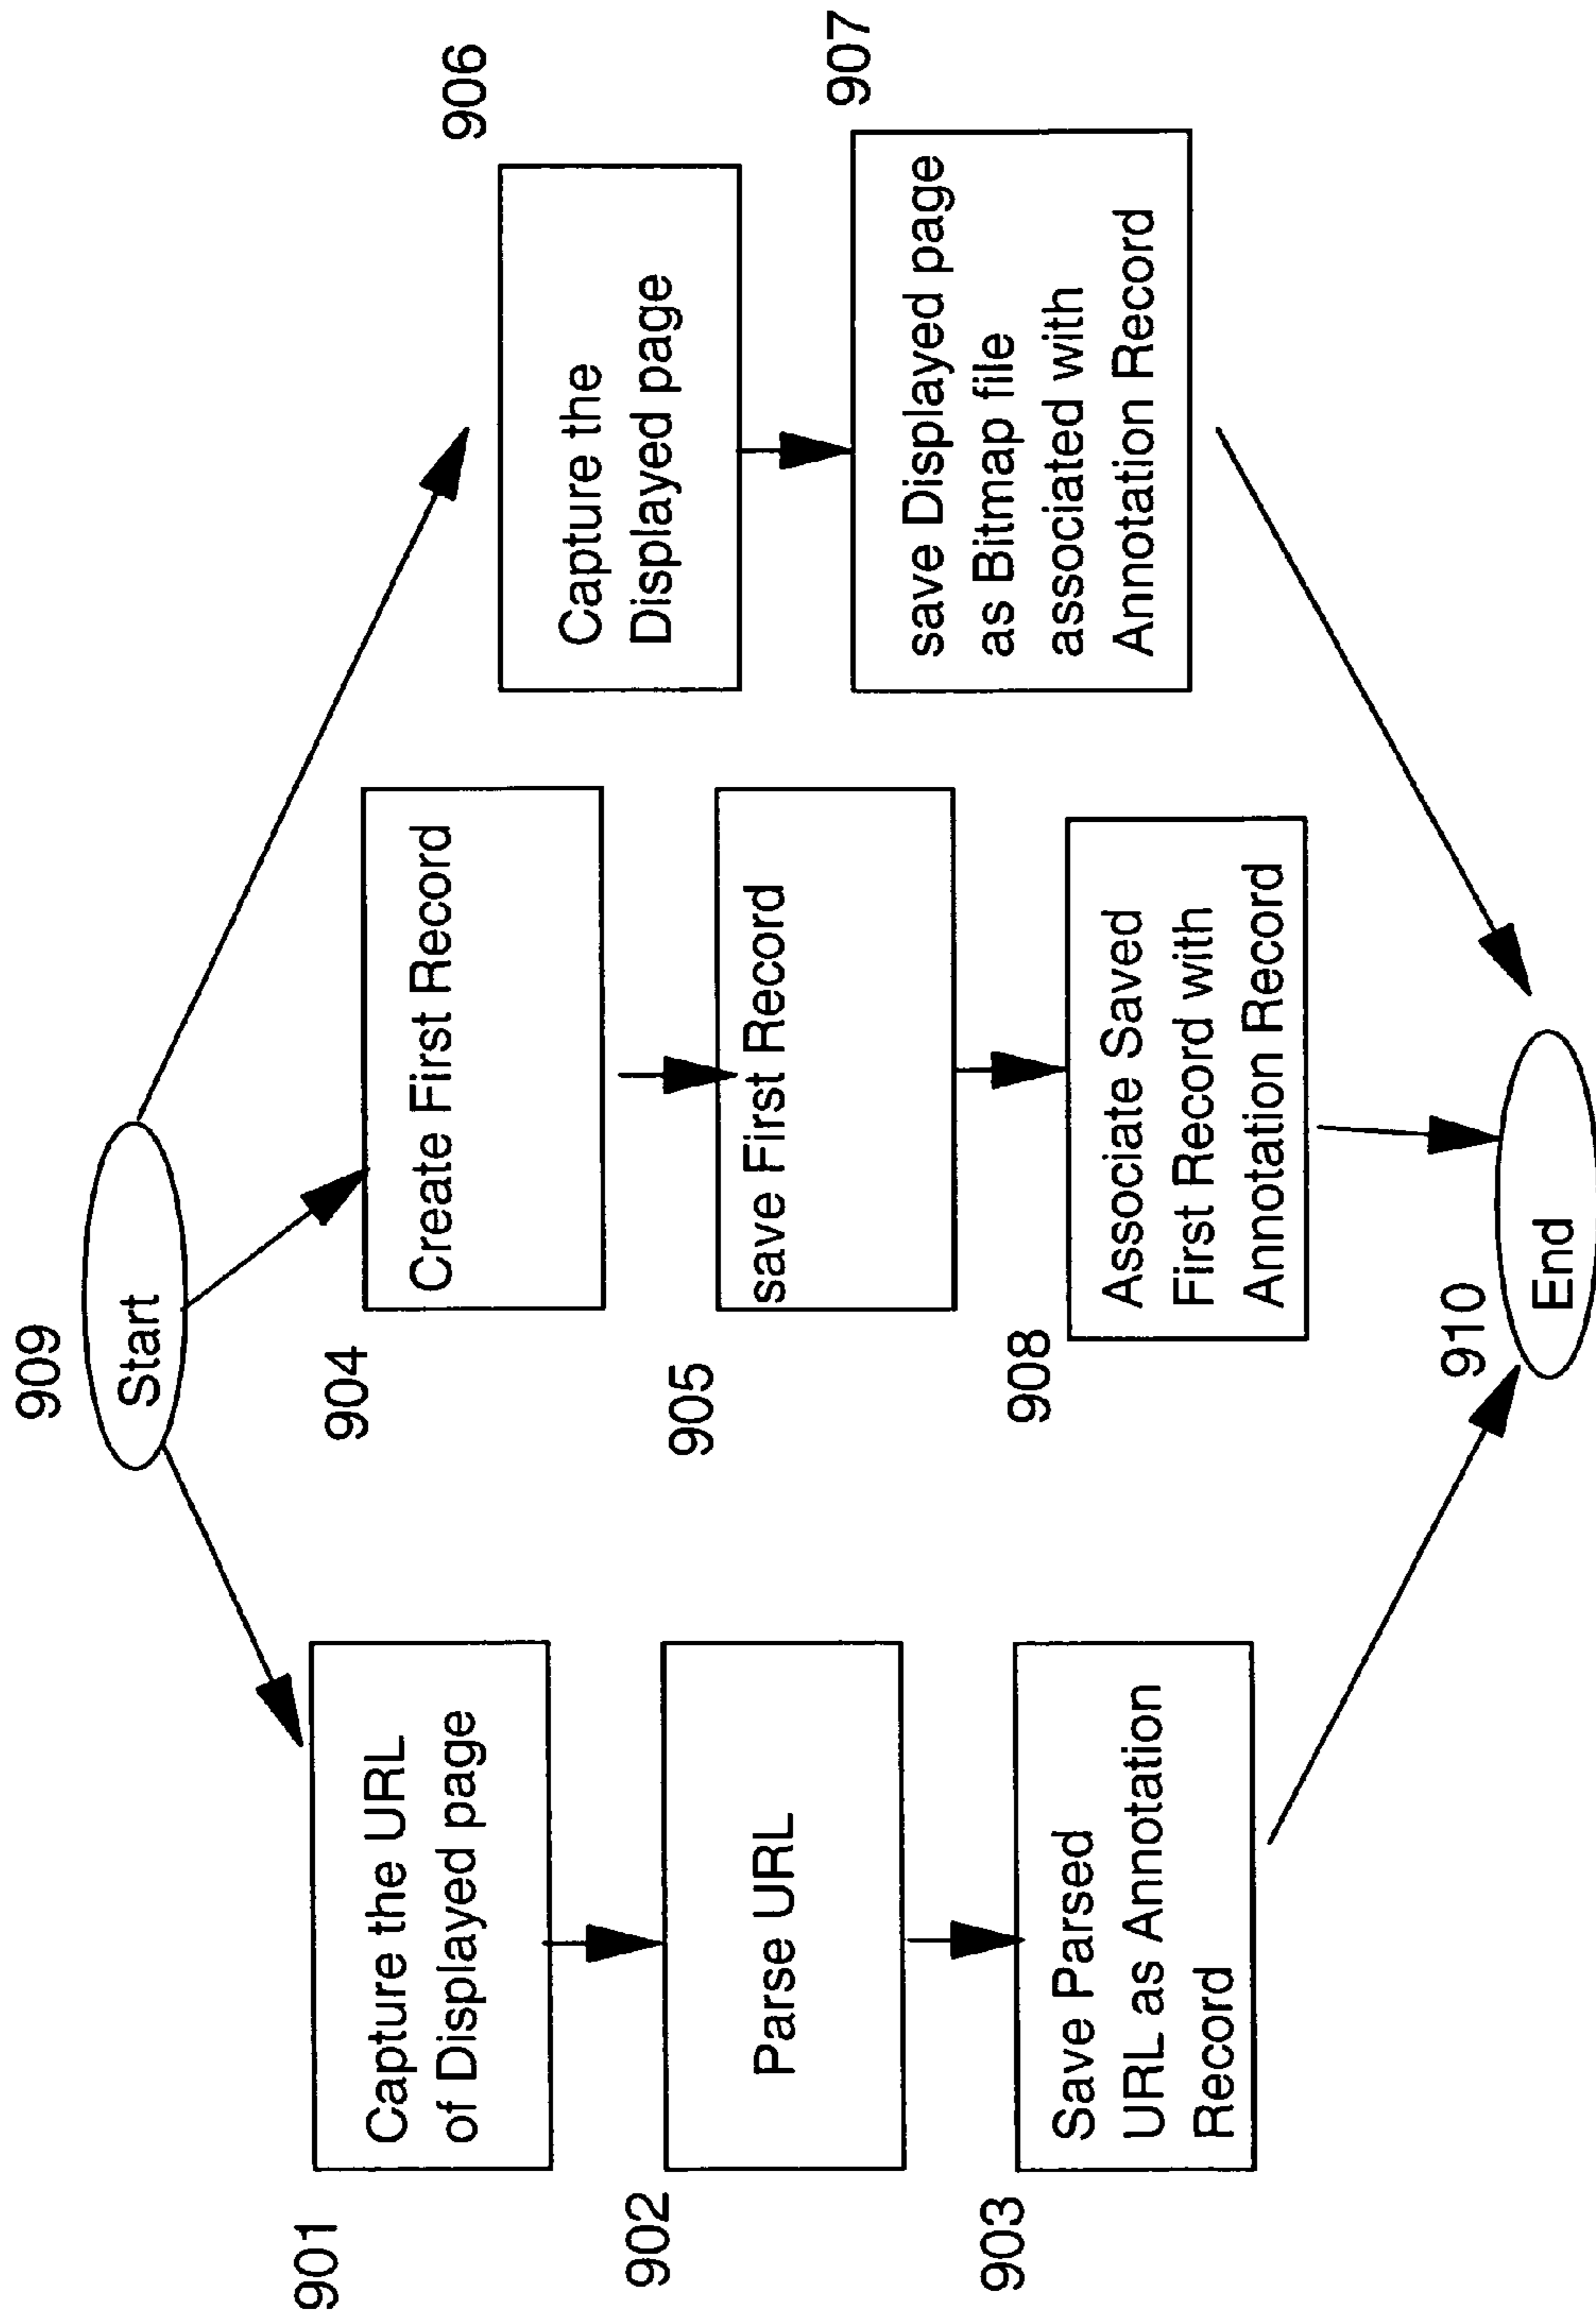 909
Start
901
Capture the URL
of Displayed page
902
Parse URL
903
Save Parsed
URL as Annotation
Record
904
Create First Record
905
save First Record
908
Associate Saved
First Record with
Annotation Record
906
Capture the
Displayed page
907
save Displayed page
as Bitmap file
associated with
Annotation Record
910
End